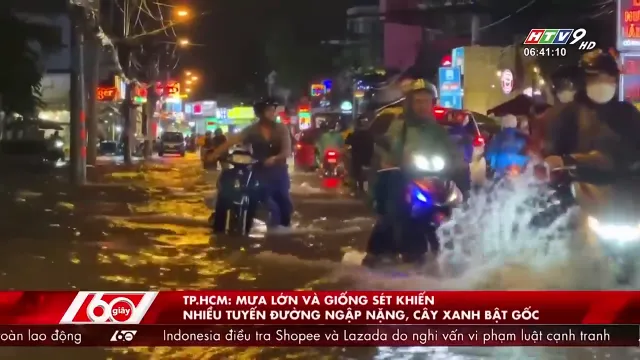 HTV9 HD
06:41:10
60 giây
TP.HCM: MƯA LỚN VÀ GIÔNG SÉT KHIẾN
NHIỀU TUYẾN ĐƯỜNG NGẬP NẶNG, CÂY XANH BẬT GỐC
oàn lao động
60 giây
Indonesia điều tra Shopee và Lazada do nghi vấn vi phạm luật cạnh tranh